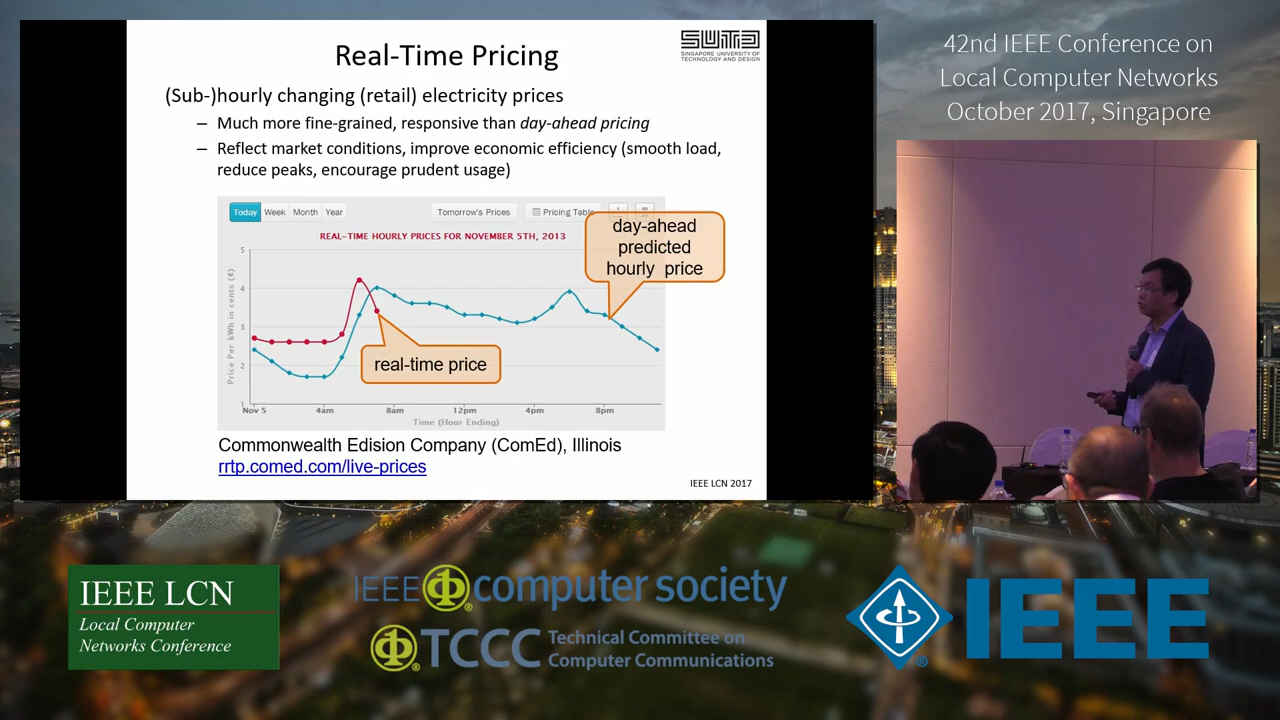 Real-Time Pricing
SUTD
SINGAPORE UNIVERSITY OF
TECHNOLOGY AND DESIGN
(Sub-)hourly changing (retail) electricity prices
– Much more fine-grained, responsive than day-ahead pricing
– Reflect market conditions, improve economic efficiency (smooth load,
reduce peaks, encourage prudent usage)
Today Week Month Year Tomorrow's Prices Pricing Table
REAL-TIME HOURLY PRICES FOR NOVEMBER 5TH, 2013
day-ahead
predicted
hourly price
real-time price
Price Per kWh in cents (¢)
5
4
3
2
1
Nov 5 4am 8am 12pm 4pm 8pm
Time (Hour Ending)
Commonwealth Edision Company (ComEd), Illinois
rrtp.comed.com/live-prices
IEEE LCN 2017
42nd IEEE Conference on
Local Computer Networks
October 2017, Singapore
IEEE LCN
Local Computer
Networks Conference
IEEE computer society
TCCC Technical Committee on
Computer Communications
IEEE